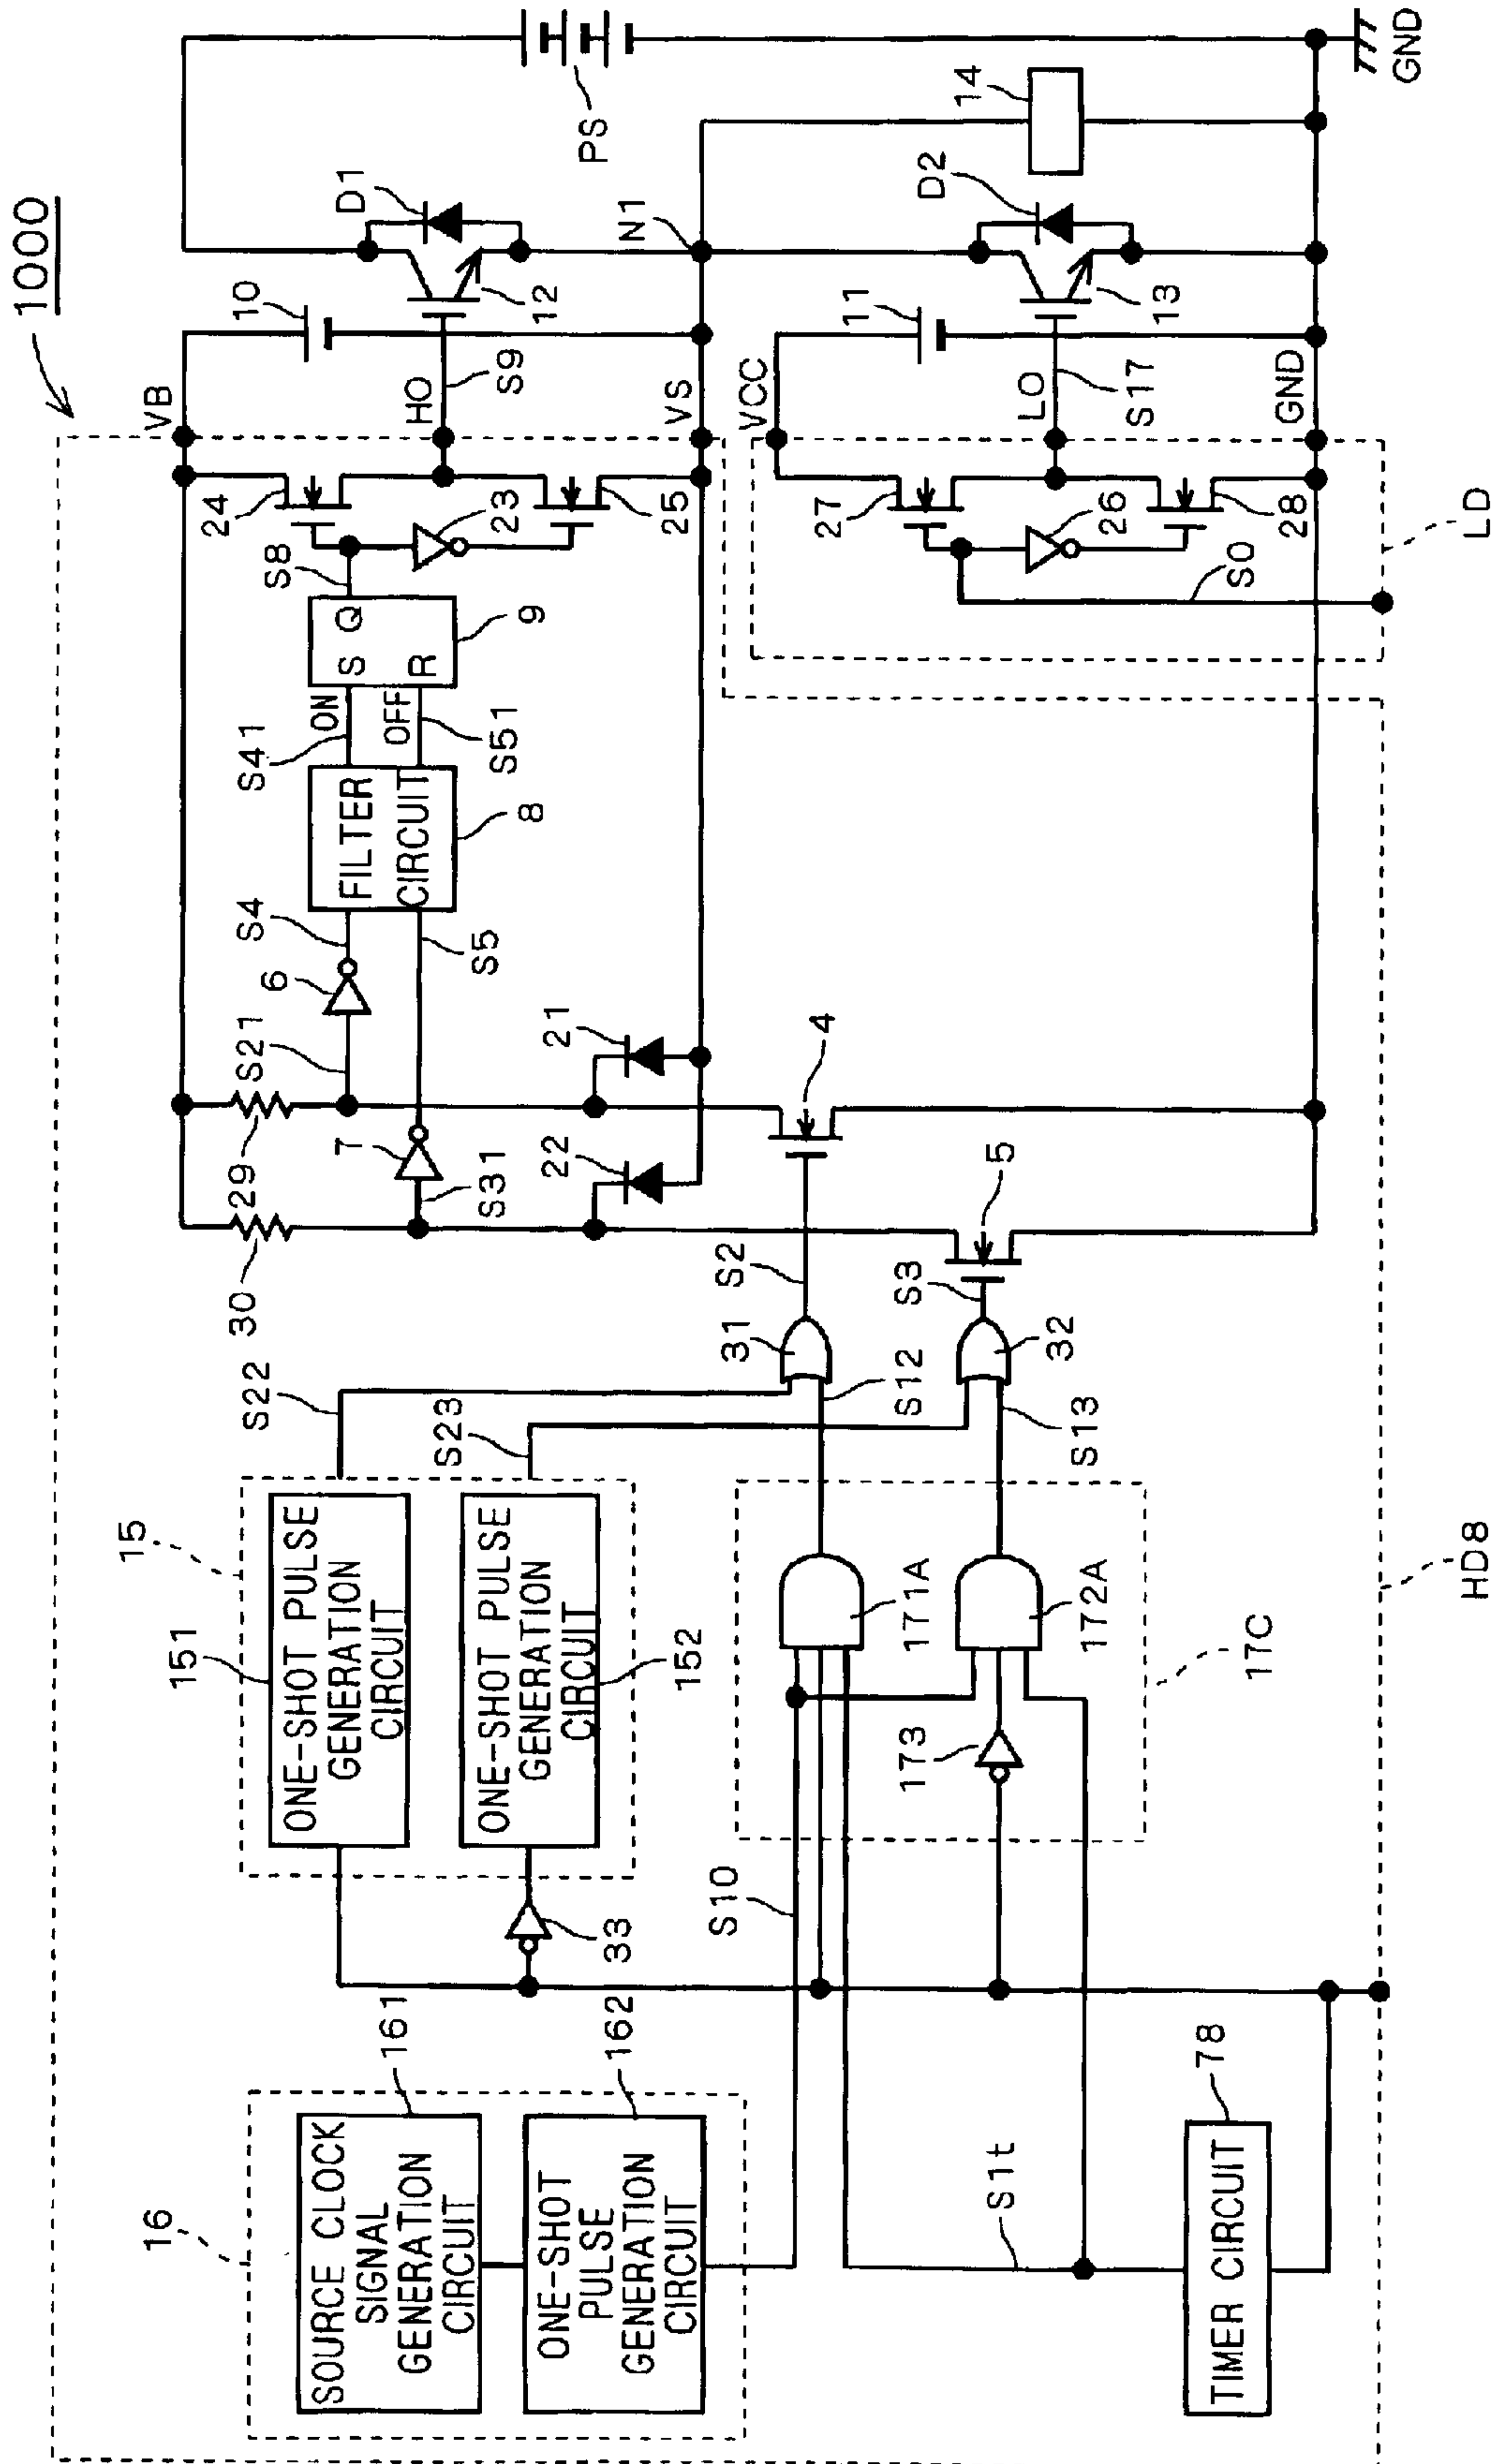 1000
HD8
16
SOURCE CLOCK
SIGNAL
GENERATION
CIRCUIT
161
ONE-SHOT
PULSE
GENERATION
CIRCUIT
162
15
ONE-SHOT PULSE
GENERATION
CIRCUIT
151
ONE-SHOT PULSE
GENERATION
CIRCUIT
152
33
S22
S23
S10
S1t
TIMER CIRCUIT
78
17C
171A
172A
173
S12
S13
31
32
S2
S3
4
5
30
29
S21
S31
6
7
22
21
S4
S5
FILTER
CIRCUIT
8
S41
ON
OFF
S51
S
Q
R
9
S8
24
23
25
VB
HO
VS
S9
10
12
D1
N1
PS
VCC
LO
GND
S17
11
13
D2
14
GND
27
26
28
S0
LD